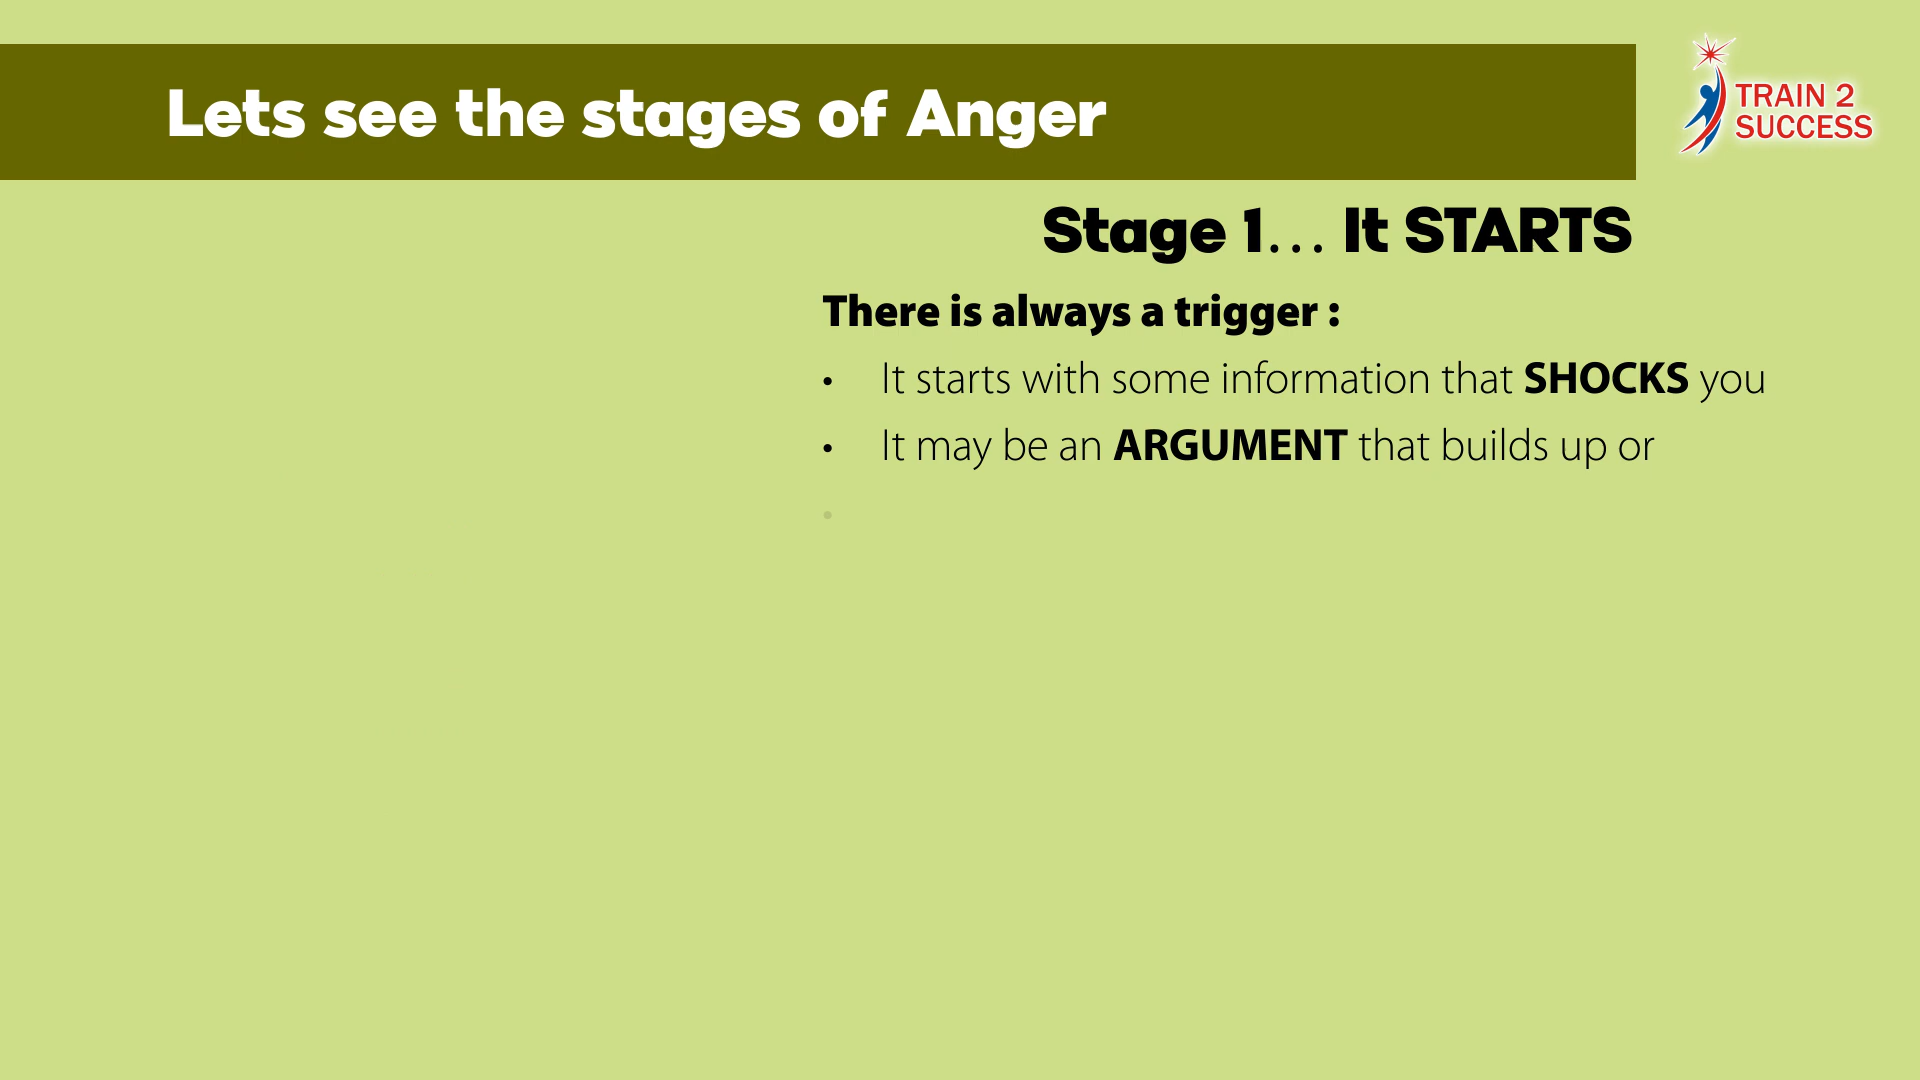 Lets see the stages of Anger
TRAIN 2
SUCCESS
Stage 1... It STARTS
There is always a trigger :
• It starts with some information that SHOCKS you
• It may be an ARGUMENT that builds up or
•